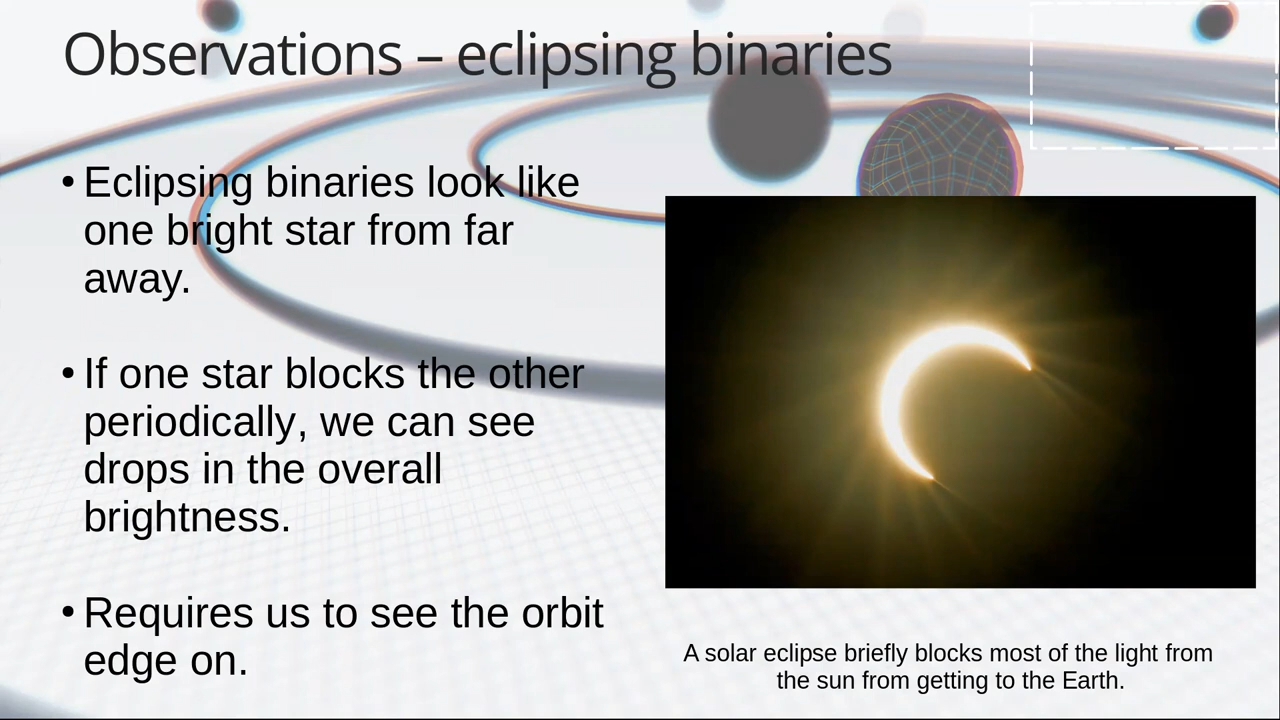 Observations – eclipsing binaries
• Eclipsing binaries look like
one bright star from far
away.
• If one star blocks the other
periodically, we can see
drops in the overall
brightness.
• Requires us to see the orbit
edge on.
A solar eclipse briefly blocks most of the light from
the sun from getting to the Earth.